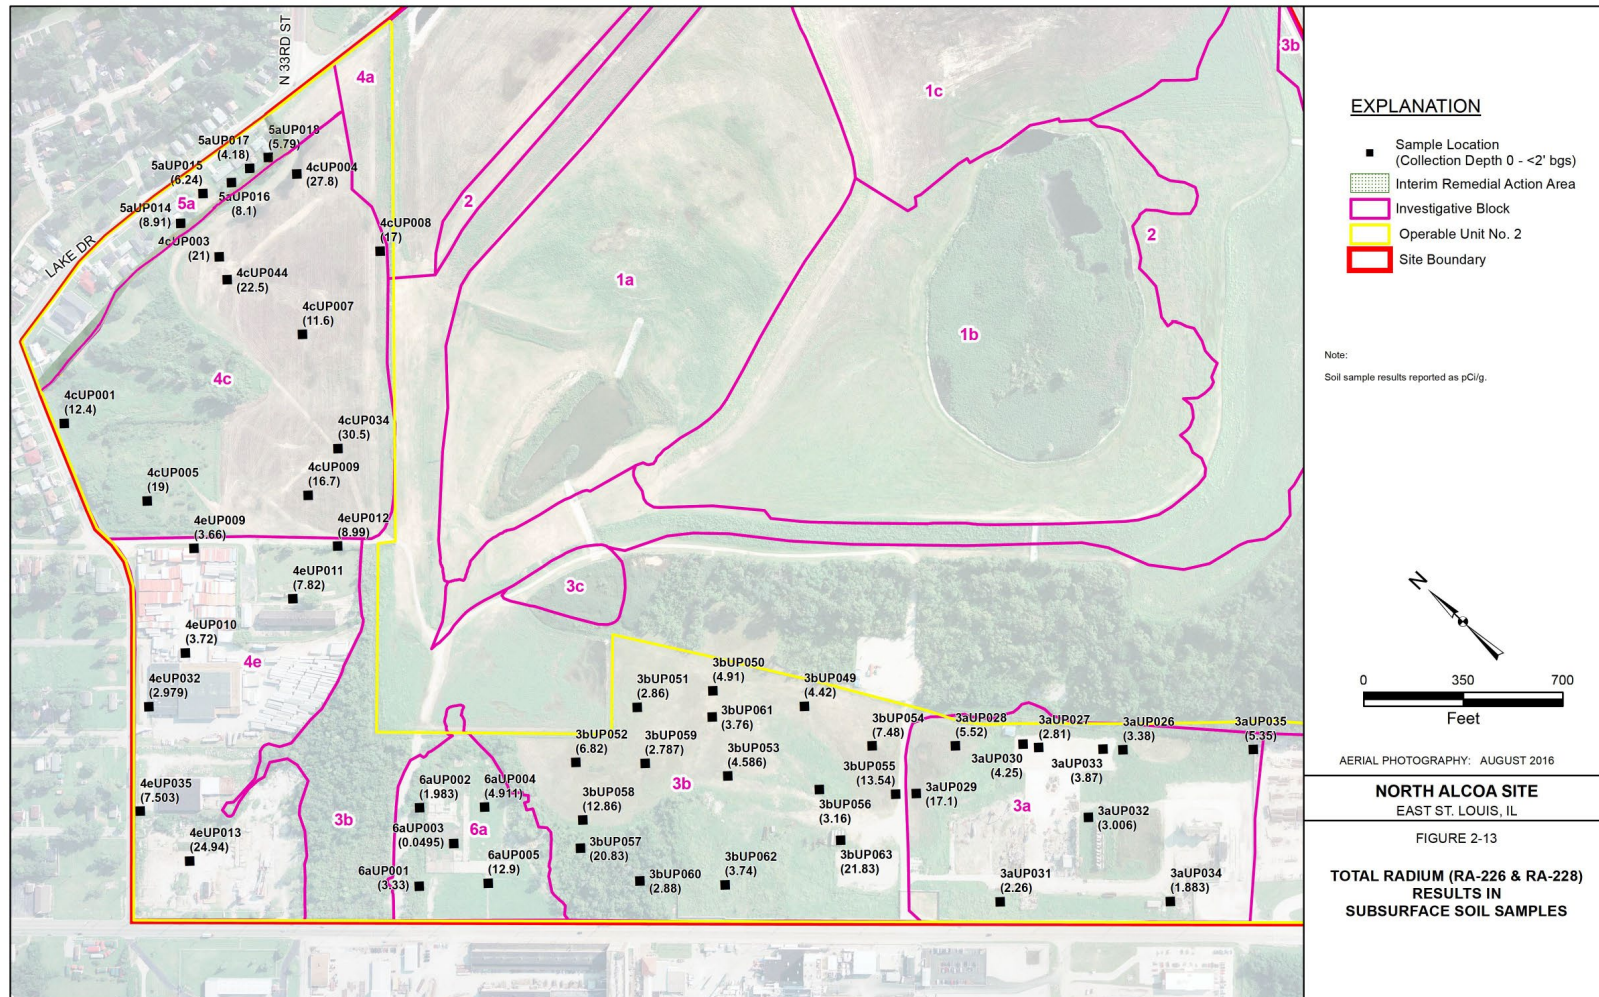 N 33RD ST
LAKE DR
4a
1c
3b
5aUP018
(5.79)
5aUP017
(4.18)
5aUP015
(6.24)
5aUP016
(8.1)
5a
5aUP014
(8.91)
4cUP004
(27.8)
4cUP003
(21)
4cUP008
(17)
4cUP044
(22.5)
4cUP007
(11.6)
2
2
1a
1b
4c
4cUP001
(12.4)
4cUP034
(30.5)
4cUP005
(19)
4cUP009
(16.7)
4eUP009
(3.66)
4eUP012
(8.99)
4eUP011
(7.82)
3c
4eUP010
(3.72)
4e
4eUP032
(2.979)
3bUP050
(4.91)
3bUP051
(2.86)
3bUP049
(4.42)
3bUP061
(3.76)
3bUP052
(6.82)
3bUP059
(2.787)
3bUP053
(4.586)
3b
3bUP054
(7.48)
3aUP028
(5.52)
3aUP027
(2.81)
3aUP026
(3.38)
3aUP035
(5.35)
3aUP030
(4.25)
3aUP033
(3.87)
3bUP055
(13.54)
3aUP029
(17.1)
3a
4eUP035
(7.503)
6aUP002
(1.983)
6aUP004
(4.911)
3bUP058
(12.86)
3bUP056
(3.16)
3aUP032
(3.006)
4eUP013
(24.94)
3b
6aUP003
(0.0495)
6a
3bUP057
(20.83)
3bUP063
(21.83)
6aUP001
(3.33)
6aUP005
(12.9)
3bUP060
(2.88)
3bUP062
(3.74)
3aUP031
(2.26)
3aUP034
(1.883)
EXPLANATION
Sample Location
(Collection Depth 0 - <2' bgs)
Interim Remedial Action Area
Investigative Block
Operable Unit No. 2
Site Boundary
Note:
Soil sample results reported as pCi/g.
N
0 350 700
Feet
AERIAL PHOTOGRAPHY: AUGUST 2016
NORTH ALCOA SITE
EAST ST. LOUIS, IL
FIGURE 2-13
TOTAL RADIUM (RA-226 & RA-228)
RESULTS IN
SUBSURFACE SOIL SAMPLES